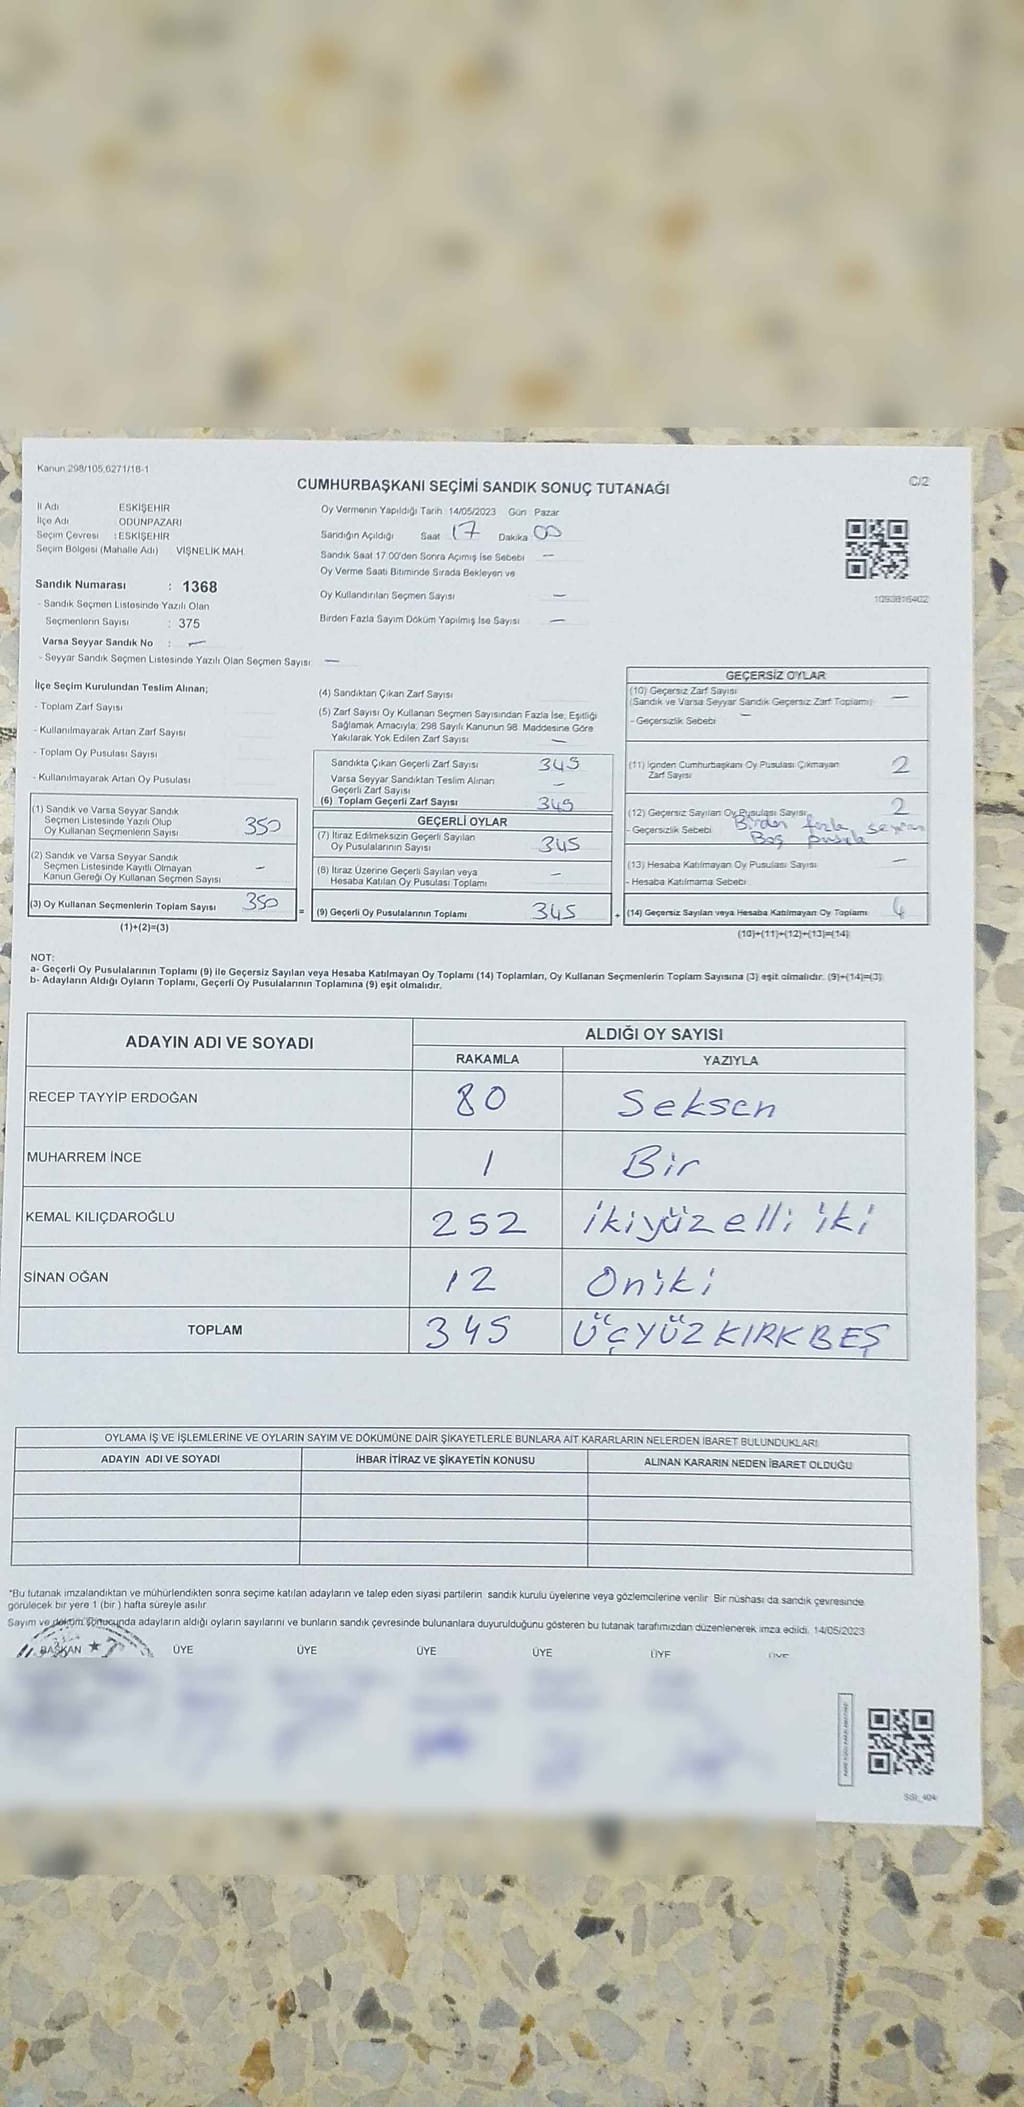 Kanun 298/105,6271/18-1
C/2
CUMHURBAŞKANI SEÇİMİ SANDIK SONUÇ TUTANAĞI
İl Adı ESKİŞEHİR
İlçe Adı ODUNPAZARI
Seçim Çevresi : ESKİŞEHİR
Seçim Bölgesi (Mahalle Adı) VİŞNELİK MAH.
Sandık Numarası : 1368
- Sandık Seçmen Listesinde Yazılı Olan
Seçmenlerin Sayısı : 375
Varsa Seyyar Sandık No : —
- Seyyar Sandık Seçmen Listesinde Yazılı Olan Seçmen Sayısı —
Oy Vermenin Yapıldığı Tarih 14/05/2023 Gün : Pazar
Sandığın Açıldığı Saat 17 Dakika 00
Sandık Saat 17 00'den Sonra Açımış İse Sebebi —
Oy Verme Saati Bitiminde Sırada Bekleyen ve
Oy Kullandırılan Seçmen Sayısı —
Birden Fazla Sayım Döküm Yapılmış İse Sayısı —
1093816402
İlçe Seçim Kurulundan Teslim Alınan;
- Toplam Zarf Sayısı
- Kullanılmayarak Artan Zarf Sayısı
- Toplam Oy Pusulası Sayısı
- Kullanılmayarak Artan Oy Pusulası
(1) Sandık ve Varsa Seyyar Sandık
Seçmen Listesinde Yazılı Olup
Oy Kullanan Seçmenlerin Sayısı 350
(2) Sandık ve Varsa Seyyar Sandık
Seçmen Listesinde Kayıtlı Olmayan
Kanun Gereği Oy Kullanan Seçmen Sayısı —
(3) Oy Kullanan Seçmenlerin Toplam Sayısı 350
(1)+(2)=(3)
(4) Sandıktan Çıkan Zarf Sayısı
(5) Zarf Sayısı Oy Kullanan Seçmen Sayısından Fazla İse, Eşitliği
Sağlamak Amacıyla; 298 Sayılı Kanunun 98. Maddesine Göre
Yakılarak Yok Edilen Zarf Sayısı —
Sandıkta Çıkan Geçerli Zarf Sayısı 345
Varsa Seyyar Sandıktan Teslim Alınan
Geçerli Zarf Sayısı —
(6) Toplam Geçerli Zarf Sayısı 345
GEÇERLİ OYLAR
(7) İtiraz Edilmeksizin Geçerli Sayılan
Oy Pusulalarının Sayısı 345
(8) İtiraz Üzerine Geçerli Sayılan veya
Hesaba Katılan Oy Pusulası Toplamı —
= (9) Geçerli Oy Pusulalarının Toplamı 345
GEÇERSİZ OYLAR
(10) Geçersiz Zarf Sayısı —
(Sandık ve Varsa Seyyar Sandık Geçersiz Zarf Toplamı)
- Geçersizlik Sebebi —
(11) İçinden Cumhurbaşkanı Oy Pusulası Çıkmayan
Zarf Sayısı 2
(12) Geçersiz Sayılan Oy Pusulası Sayısı 2
- Geçersizlik Sebebi Birden fazla seçilen
Boş pusula
(13) Hesaba Katılmayan Oy Pusulası Sayısı —
- Hesaba Katılmama Sebebi
+ (14) Geçersiz Sayılan veya Hesaba Katılmayan Oy Toplamı 4
(10)+(11)+(12)+(13)=(14)
NOT:
a- Geçerli Oy Pusulalarının Toplamı (9) ile Geçersiz Sayılan veya Hesaba Katılmayan Oy Toplamı (14) Toplamları, Oy Kullanan Seçmenlerin Toplam Sayısına (3) eşit olmalıdır. (9)+(14)=(3)
b- Adayların Aldığı Oyların Toplamı, Geçerli Oy Pusulalarının Toplamına (9) eşit olmalıdır.
ADAYIN ADI VE SOYADI ALDIĞI OY SAYISI
RAKAMLA YAZIYLA
RECEP TAYYİP ERDOĞAN 80 Seksen
MUHARREM İNCE 1 Bir
KEMAL KILIÇDAROĞLU 252 ikiyüzelli iki
SİNAN OĞAN 12 Oniki
TOPLAM 345 ÜÇYÜZ KIRK BEŞ
OYLAMA İŞ VE İŞLEMLERİNE VE OYLARIN SAYIM VE DÖKÜMÜNE DAİR ŞİKAYETLERLE BUNLARA AİT KARARLARIN NELERDEN İBARET BULUNDUKLARI
ADAYIN ADI VE SOYADI İHBAR İTİRAZ VE ŞİKAYETİN KONUSU ALINAN KARARIN NEDEN İBARET OLDUĞU
*Bu tutanak imzalandıktan ve mühürlendikten sonra seçime katılan adayların ve talep eden siyasi partilerin sandık kurulu üyelerine veya gözlemcilerine verilir. Bir nüshası da sandık çevresinde
görülecek bir yere 1 (bir ) hafta süreyle asılır.
Sayım ve döküm sonucunda adayların aldığı oyların sayılarını ve bunların sandık çevresinde bulunanlara duyurulduğunu gösteren bu tutanak tarafımızdan düzenlenerek imza edildi. 14/05/2023
BAŞKAN ÜYE ÜYE ÜYE ÜYE ÜYE ÜYE
SSI_404